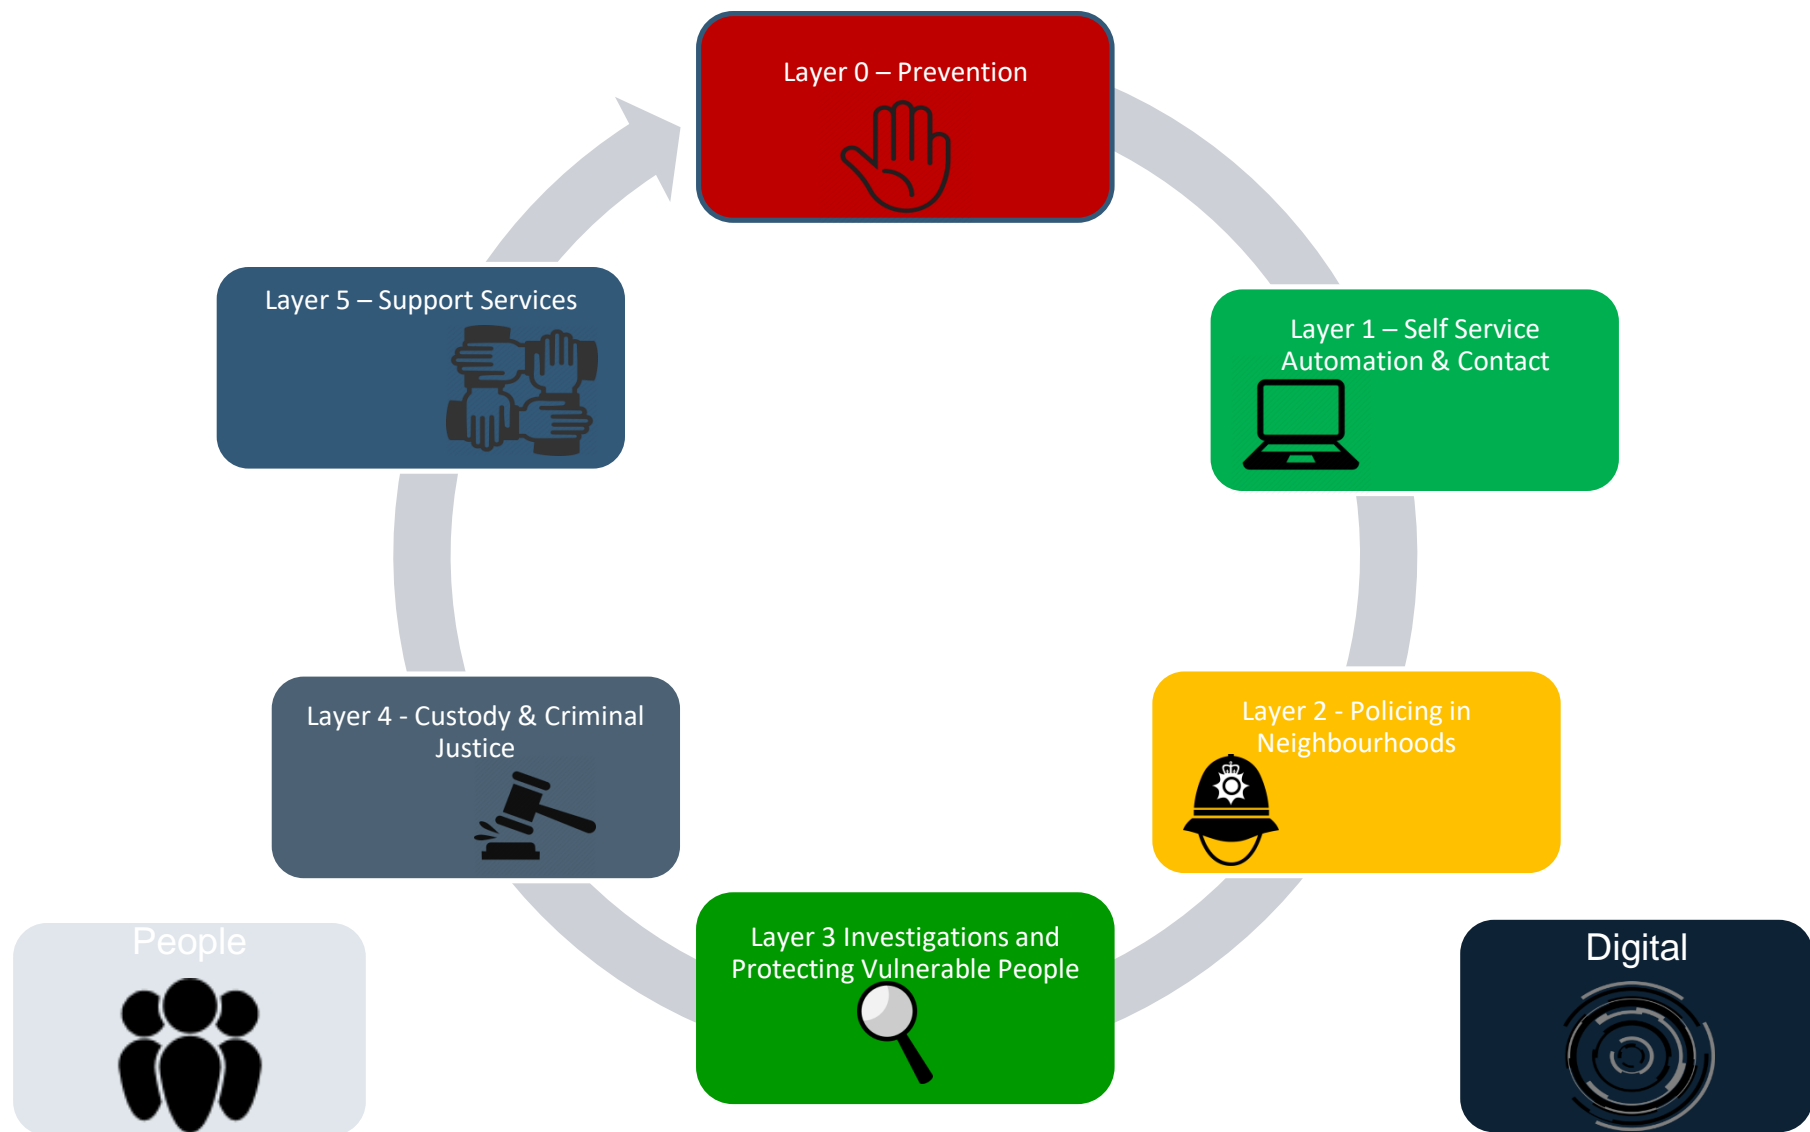 Layer 0 – Prevention
Layer 1 – Self Service
Automation & Contact
Layer 2 - Policing in
Neighbourhoods
Layer 3 Investigations and
Protecting Vulnerable People
Layer 4 - Custody & Criminal
Justice
Layer 5 – Support Services
People
Digital